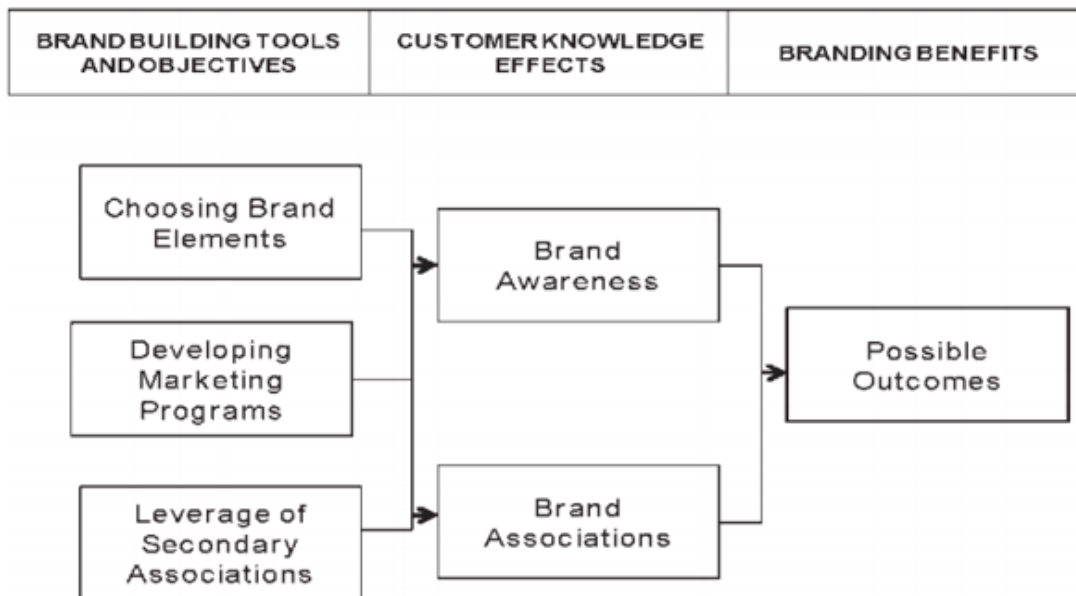 BRAND BUILDING TOOLS
AND OBJECTIVES
CUSTOMER KNOWLEDGE
EFFECTS
BRANDING BENEFITS
Choosing Brand
Elements
Developing
Marketing
Programs
Leverage of
Secondary
Associations
Brand
Awareness
Brand
Associations
Possible
Outcomes